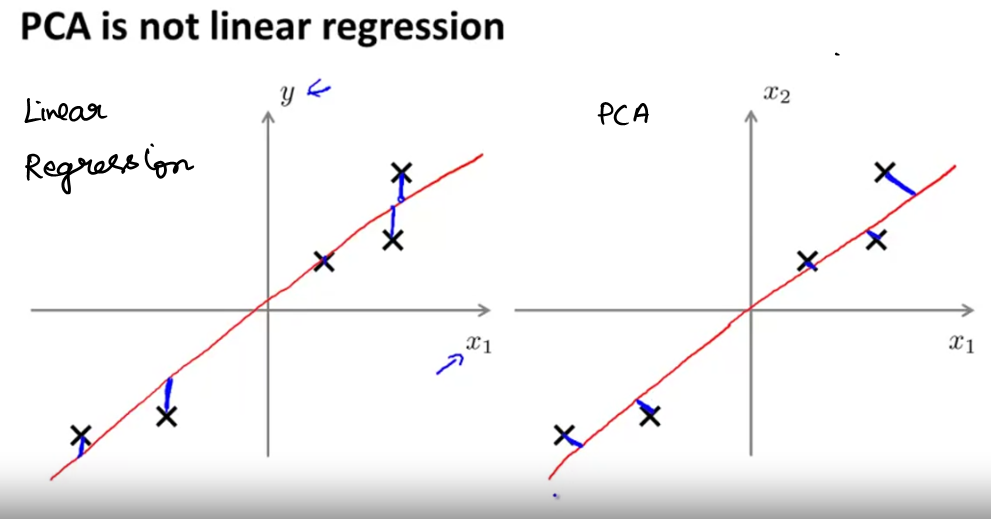 PCA is not linear regression
Linear
Regression
y
x₁
PCA
x₂
x₁